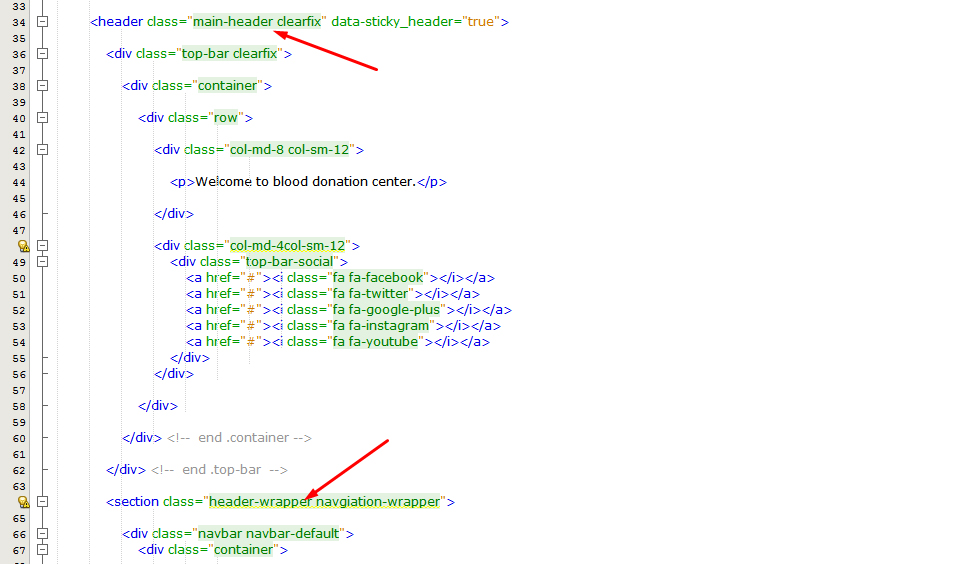 33
34 <header class="main-header clearfix" data-sticky_header="true">
35
36 <div class="top-bar clearfix">
37
38 <div class="container">
39
40 <div class="row">
41
42 <div class="col-md-8 col-sm-12">
43
44 <p>Welcome to blood donation center.</p>
45
46 </div>
47
<div class="col-md-4col-sm-12">
49 <div class="top-bar-social">
50 <a href="#"><i class="fa fa-facebook"></i></a>
51 <a href="#"><i class="fa fa-twitter"></i></a>
52 <a href="#"><i class="fa fa-google-plus"></i></a>
53 <a href="#"><i class="fa fa-instagram"></i></a>
54 <a href="#"><i class="fa fa-youtube"></i></a>
55 </div>
56 </div>
57
58 </div>
59
60 </div> <!-- end .container -->
61
62 </div> <!-- end .top-bar -->
63
<section class="header-wrapper navgiation-wrapper">
65
66 <div class="navbar navbar-default">
67 <div class="container">